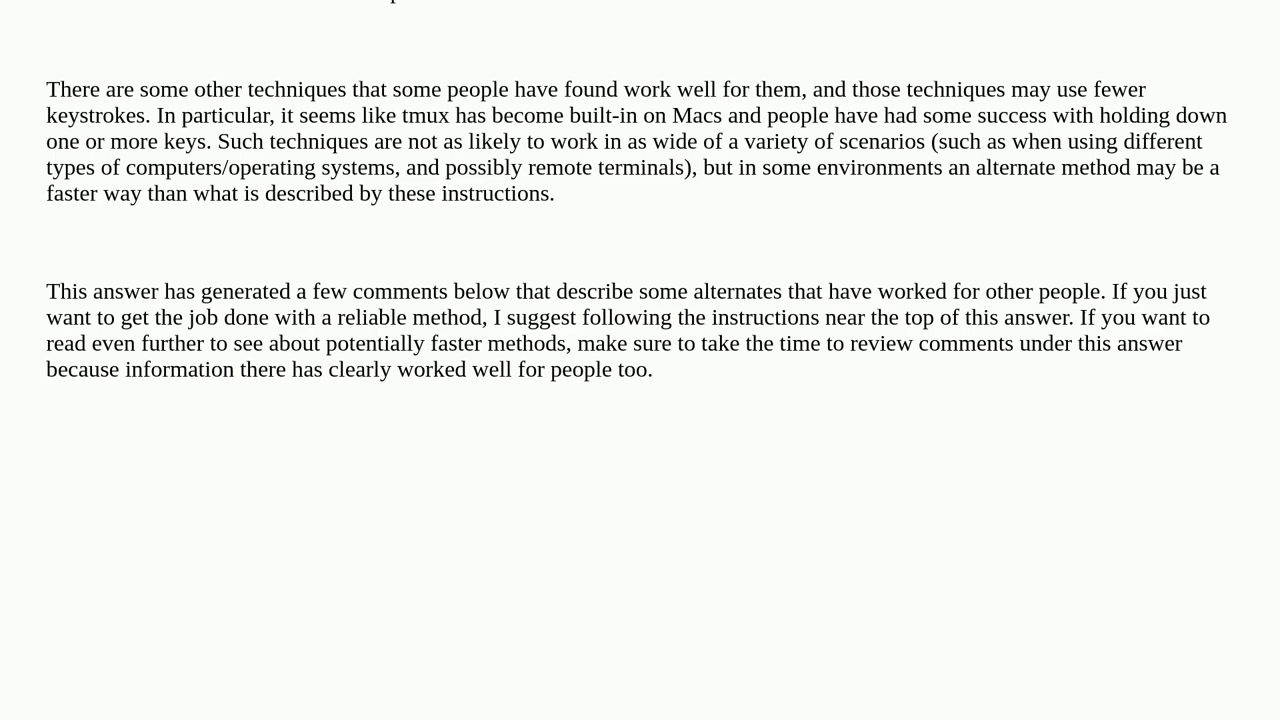 There are some other techniques that some people have found work well for them, and those techniques may use fewer
keystrokes. In particular, it seems like tmux has become built-in on Macs and people have had some success with holding down
one or more keys. Such techniques are not as likely to work in as wide of a variety of scenarios (such as when using different
types of computers/operating systems, and possibly remote terminals), but in some environments an alternate method may be a
faster way than what is described by these instructions.
This answer has generated a few comments below that describe some alternates that have worked for other people. If you just
want to get the job done with a reliable method, I suggest following the instructions near the top of this answer. If you want to
read even further to see about potentially faster methods, make sure to take the time to review comments under this answer
because information there has clearly worked well for people too.